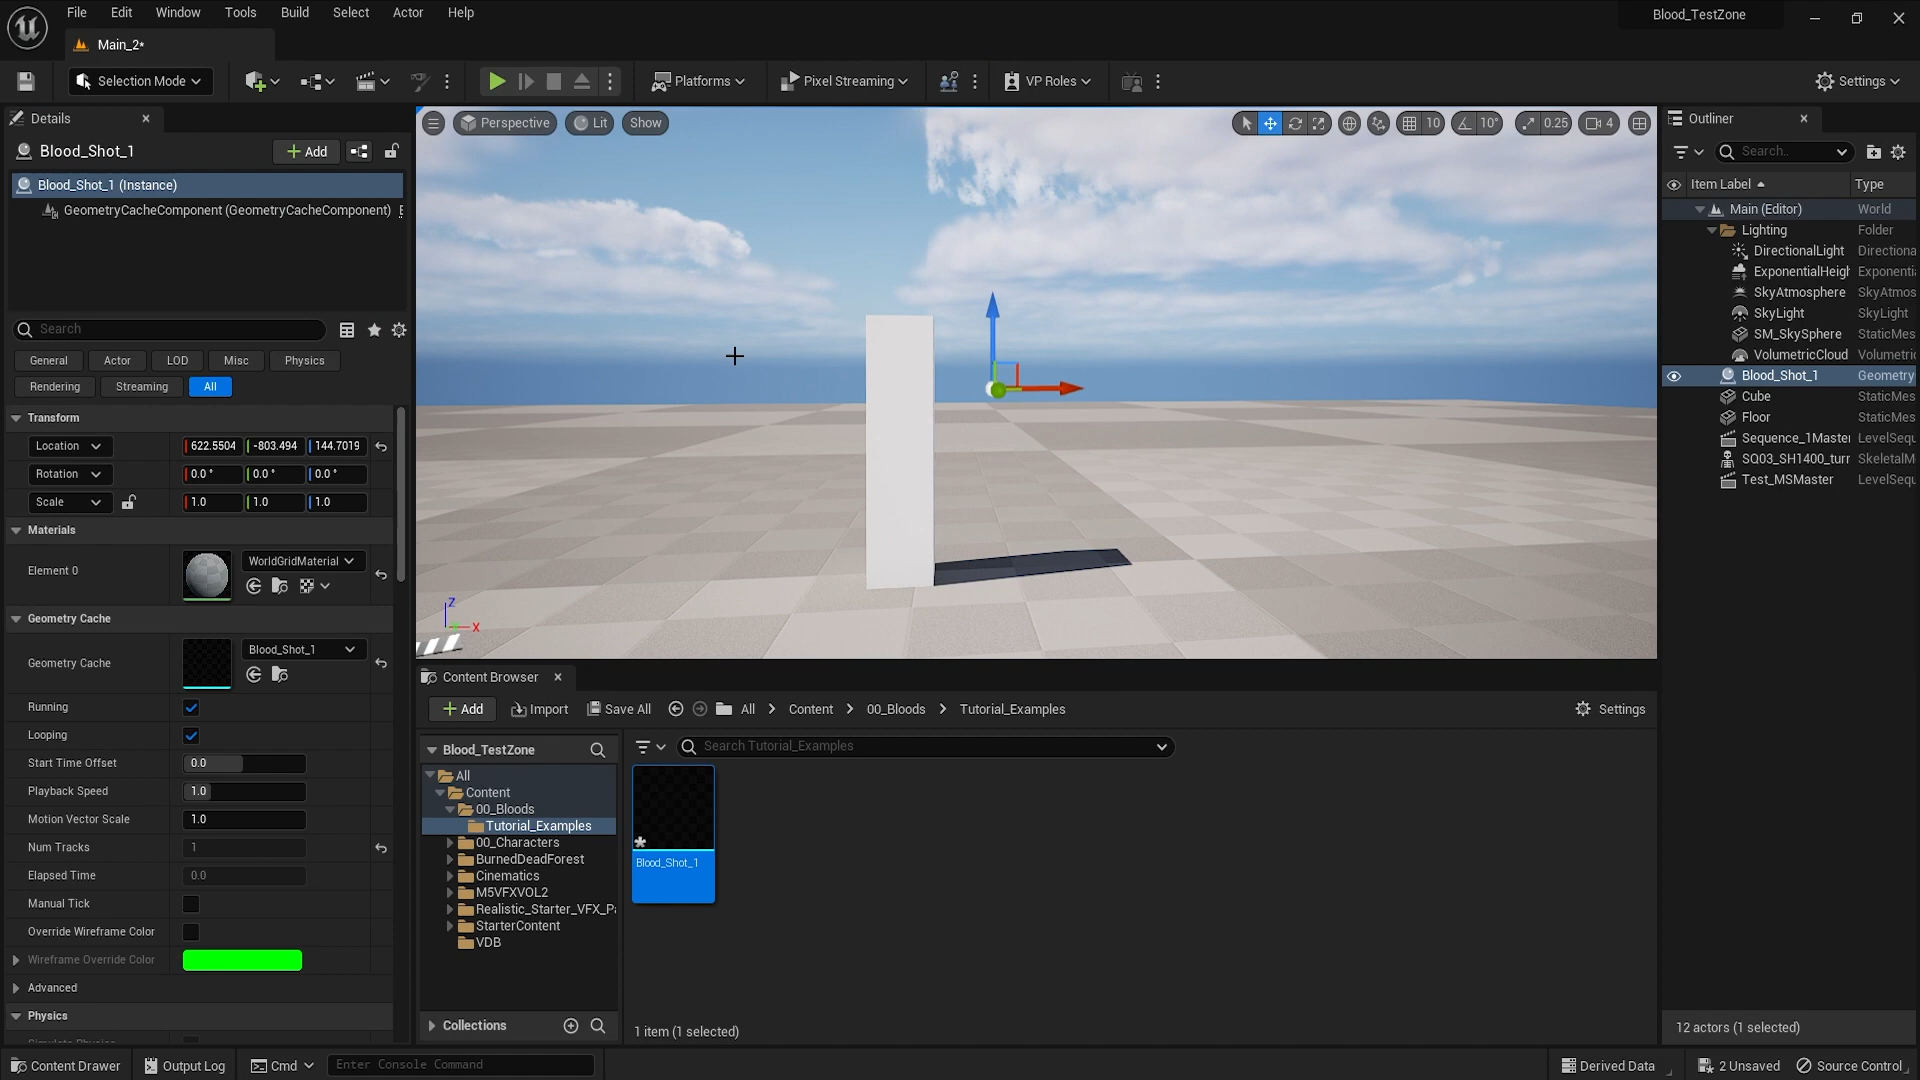 File Edit Window Tools Build Select Actor Help
Blood_TestZone
Main_2*
Selection Mode
Platforms
Pixel Streaming
VP Roles
Settings
Details
Blood_Shot_1
Add
Blood_Shot_1 (Instance)
GeometryCacheComponent (GeometryCacheComponent)
Search
General Actor LOD Misc Physics
Rendering Streaming All
Transform
Location 622.5504 -803.494 144.7019
Rotation 0.0 ° 0.0 ° 0.0 °
Scale 1.0 1.0 1.0
Materials
Element 0 WorldGridMaterial
Geometry Cache
Geometry Cache Blood_Shot_1
Running
Looping
Start Time Offset 0.0
Playback Speed 1.0
Motion Vector Scale 1.0
Num Tracks 1
Elapsed Time 0.0
Manual Tick
Override Wireframe Color
Wireframe Override Color
Advanced
Physics
Perspective Lit Show
10 10° 0.25 4
Z
X
Content Browser
Add Import Save All All Content 00_Bloods Tutorial_Examples Settings
Blood_TestZone
Search Tutorial_Examples
All
Content
00_Bloods
Tutorial_Examples
00_Characters
BurnedDeadForest
Cinematics
M5VFXVOL2
Realistic_Starter_VFX_P
StarterContent
VDB
Collections
Blood_Shot_1
1 item (1 selected)
Outliner
Search..
Item Label Type
Main (Editor) World
Lighting Folder
DirectionalLight Directiona
ExponentialHeigh Exponenti
SkyAtmosphere SkyAtmos
SkyLight SkyLight
SM_SkySphere StaticMes
VolumetricCloud Volumetric
Blood_Shot_1 Geometry
Cube StaticMes
Floor StaticMes
Sequence_1Master LevelSequ
SQ03_SH1400_turr SkeletalM
Test_MSMaster LevelSequ
12 actors (1 selected)
Content Drawer Output Log Cmd Enter Console Command
Derived Data 2 Unsaved Source Control